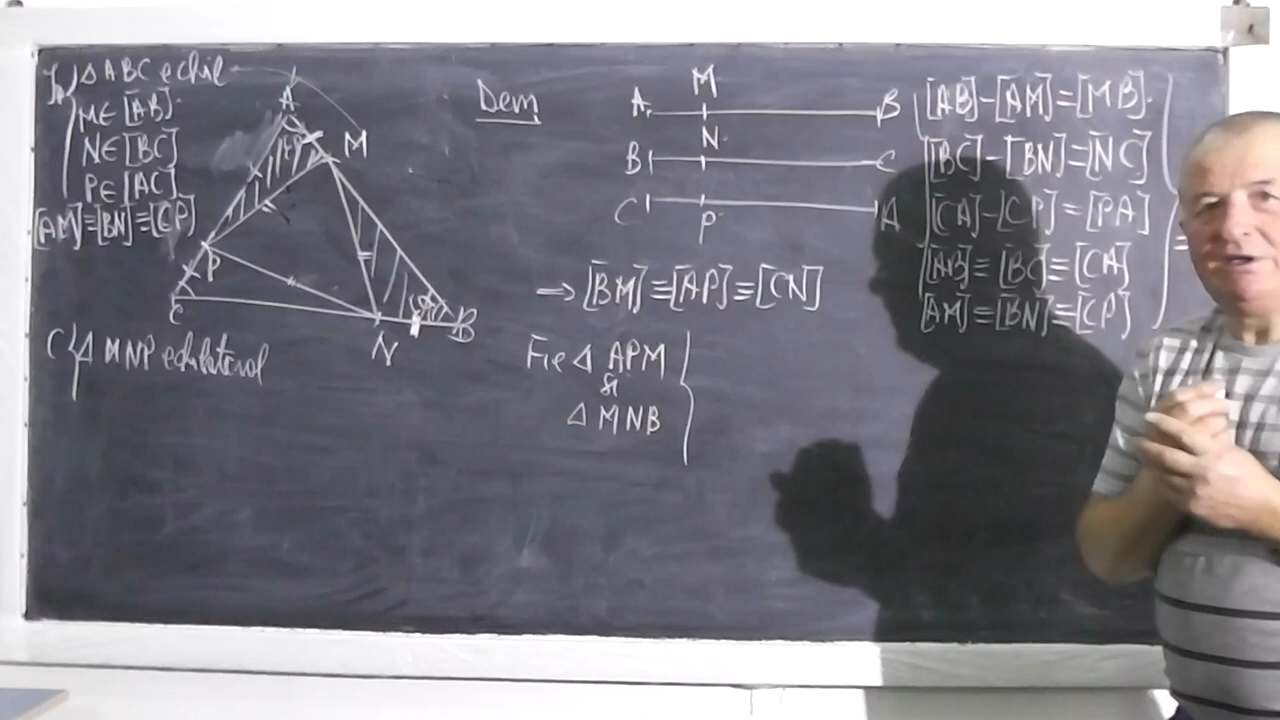 Δ ABC echil
M∈ [AB]
N∈ [BC]
P∈ [AC]
[AM]≡[BN]≡[CP]
C Δ MNP echilateral
A
M
P
C
N
B
Dem
M
A B
N
B C
C A
P
⇒ [BM]≡[AP]≡[CN]
Fie Δ APM
și
Δ MNB
[AB]-[AM]=[MB]
[BC]-[BN]=[NC]
[CA]-[CP]=[PA]
[AB]≡[BC]≡[CA]
[AM]≡[BN]≡[CP]